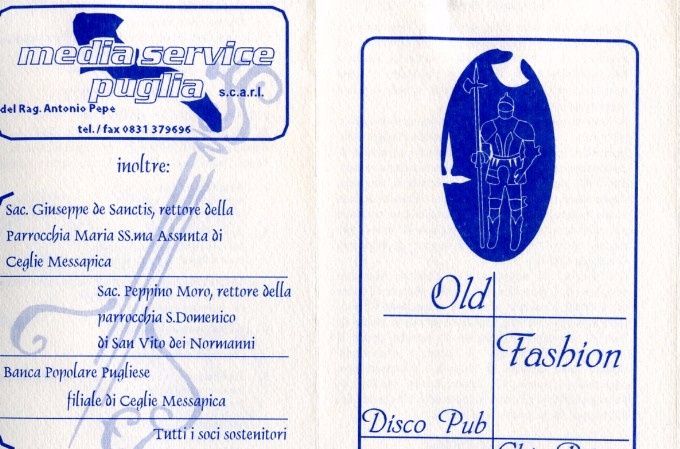 media service
puglia s.c.a.r.l.
del Rag. Antonio Pepe
tel./fax 0831 379696
inoltre:
Sac. Giuseppe de Sanctis, rettore della
Parrocchia Maria SS.ma Assunta di
Ceglie Messapica
Sac. Peppino Moro, rettore della
parrocchia S.Domenico
di San Vito dei Normanni
Banca Popolare Pugliese
filiale di Ceglie Messapica
Tutti i soci sostenitori
Old
Fashion
Disco Pub